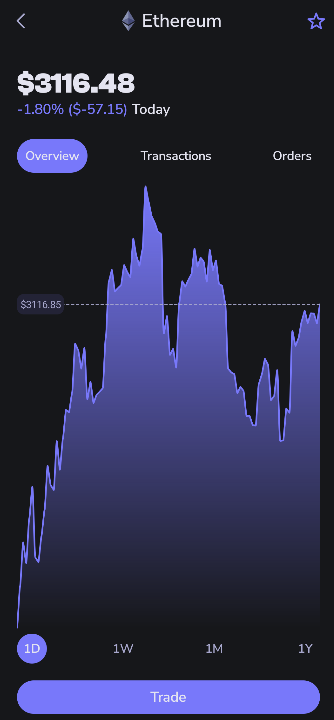 Ethereum
$3116.48
-1.80% ($-57.15) Today
Overview Transactions Orders
$3116.85
1D 1W 1M 1Y
Trade